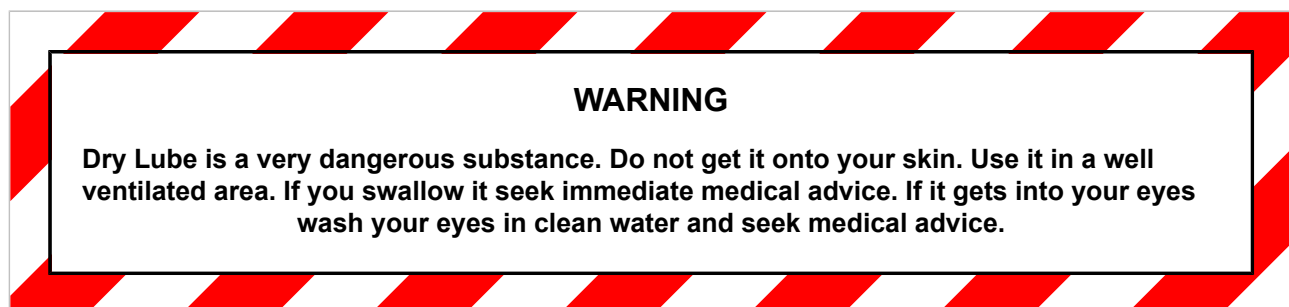 WARNING
Dry Lube is a very dangerous substance. Do not get it onto your skin. Use it in a well
ventilated area. If you swallow it seek immediate medical advice. If it gets into your eyes
wash your eyes in clean water and seek medical advice.